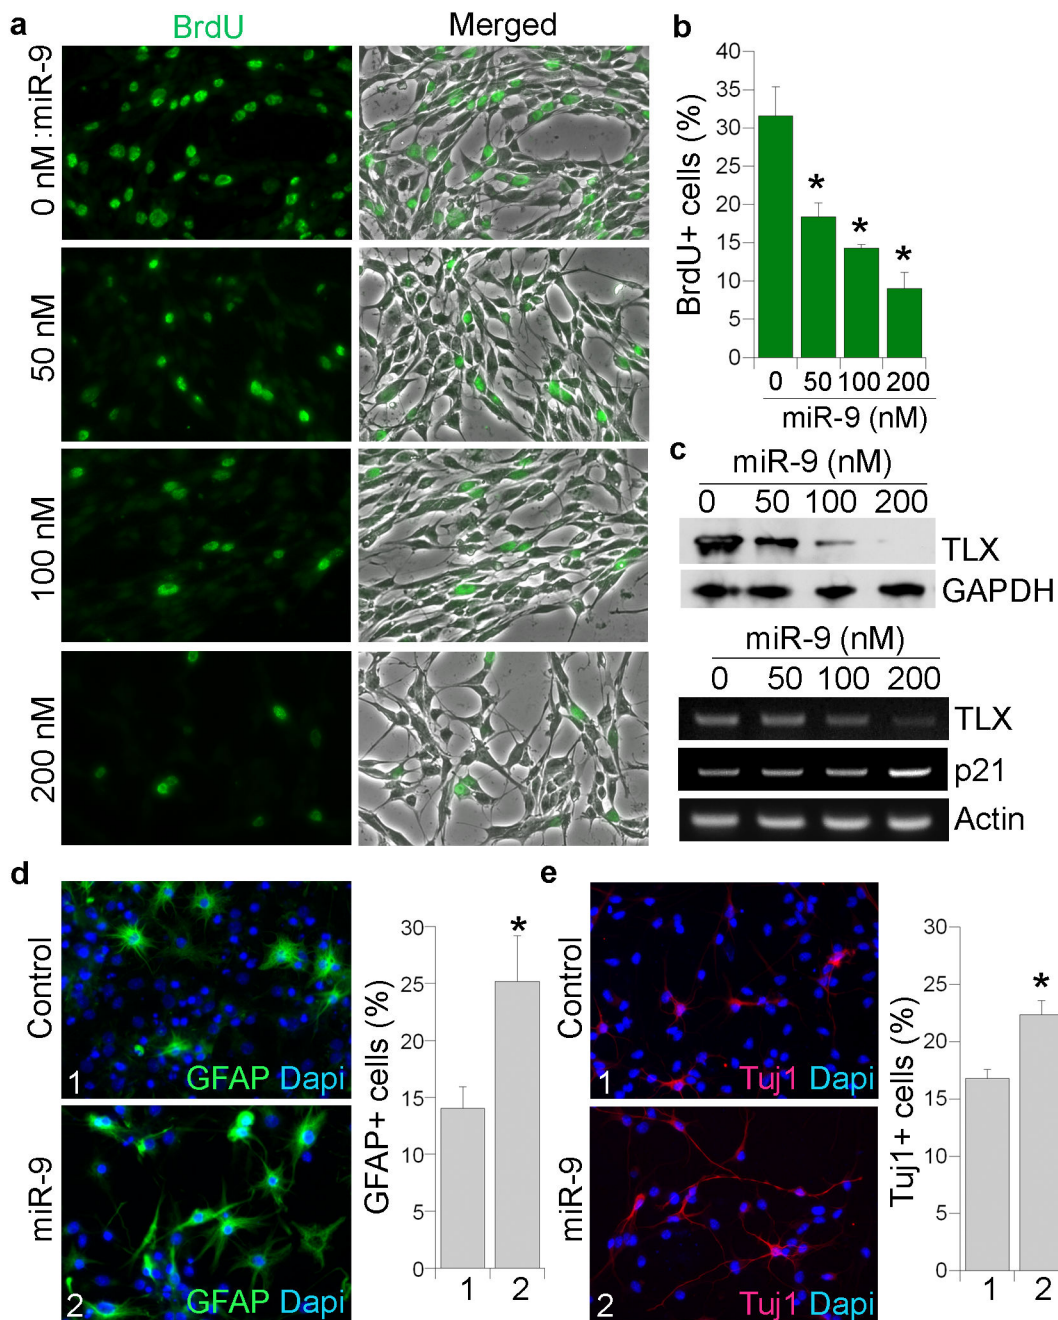 a
BrdU
Merged
0 nM :miR-9
50 nM
100 nM
200 nM
b
BrdU+ cells (%)
40
35
30
25
20
15
10
5
0
*
*
*
0 50 100 200
miR-9 (nM)
c
miR-9 (nM)
0 50 100 200
TLX
GAPDH
miR-9 (nM)
0 50 100 200
TLX
p21
Actin
d
Control
1
GFAP Dapi
miR-9
2
GFAP Dapi
GFAP+ cells (%)
30
25
20
15
10
5
0
*
1 2
e
Control
1
Tuj1 Dapi
miR-9
2
Tuj1 Dapi
Tuj1+ cells (%)
30
25
20
15
10
5
0
*
1 2